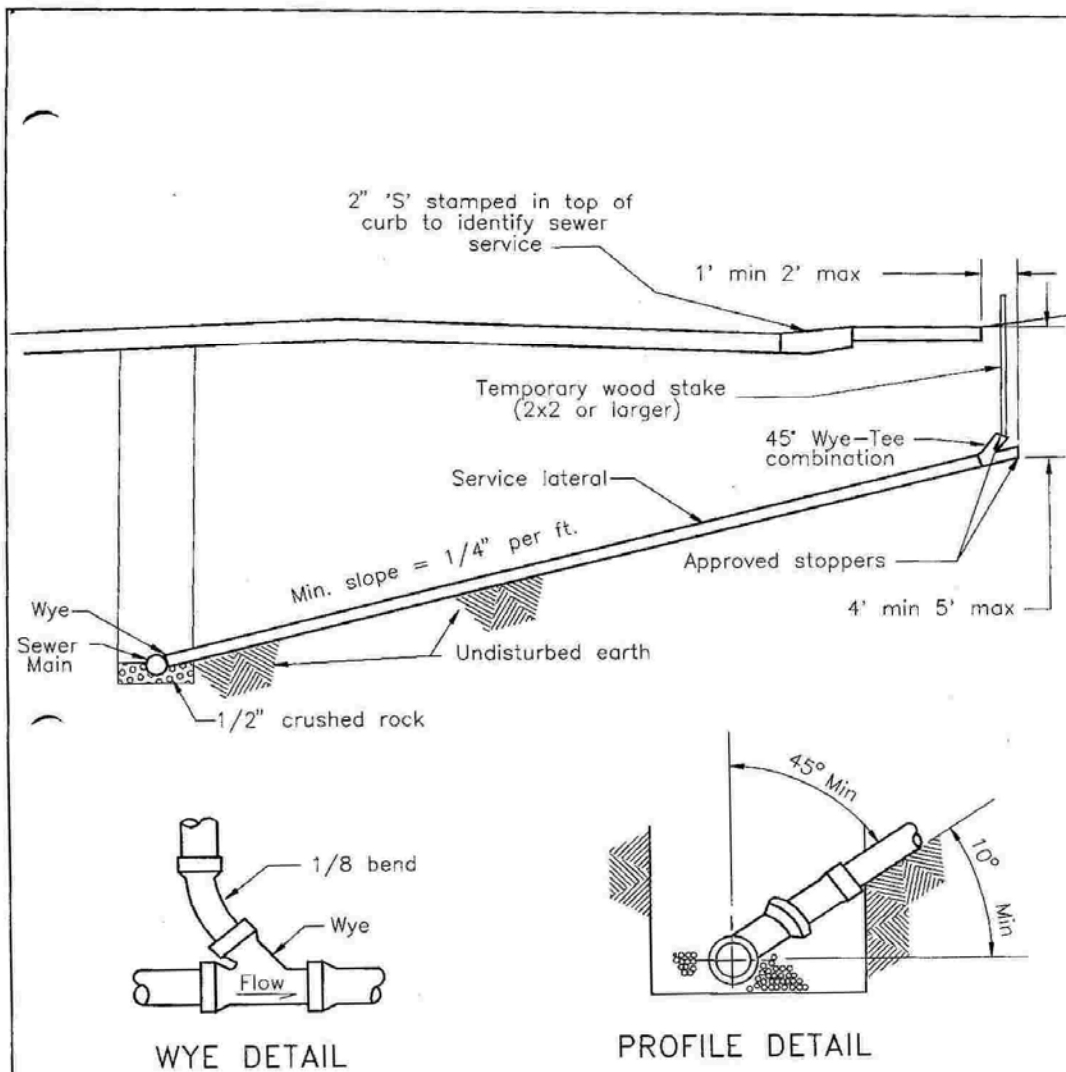 2" 'S' stamped in top of
curb to identify sewer
service
1' min 2' max
Temporary wood stake
(2x2 or larger)
45° Wye-Tee
combination
Service lateral
Min. slope = 1/4" per ft.
Approved stoppers
4' min 5' max
Wye
Sewer
Main
Undisturbed earth
1/2" crushed rock
1/8 bend
Wye
Flow
WYE DETAIL
45° Min
10°
Min
PROFILE DETAIL